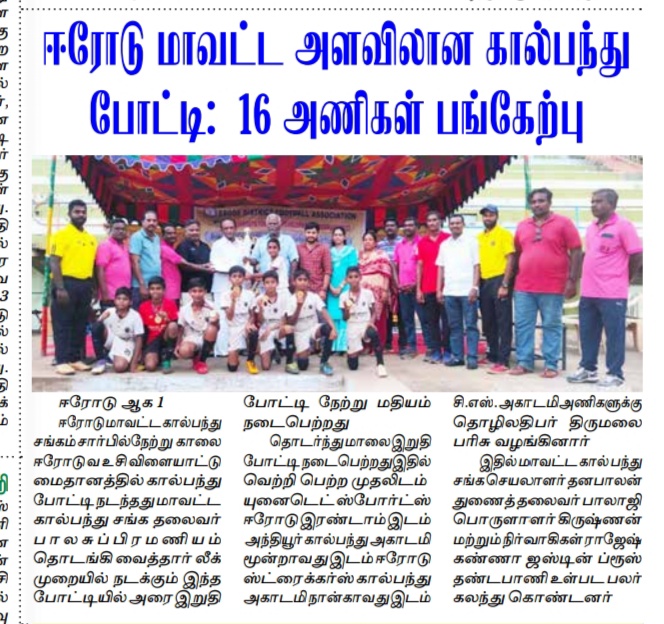 ஈரோடு மாவட்ட அளவிலான கால்பந்து
போட்டி: 16 அணிகள் பங்கேற்பு
ERODE DISTRICT FOOTBALL ASSOCIATION
ஈரோடு ஆக 1
ஈரோடு மாவட்ட கால்பந்து
சங்கம் சார்பில் நேற்று காலை
ஈரோடு வ உ சி விளையாட்டு
மைதானத்தில் கால்பந்து
போட்டி நடந்தது மாவட்ட
கால்பந்து சங்க தலைவர்
பாலசுப்பிரமணியம்
தொடங்கி வைத்தார் லீக்
முறையில் நடக்கும் இந்த
போட்டியில் அரை இறுதி
போட்டி நேற்று மதியம்
நடைபெற்றது
தொடர்ந்து மாலை இறுதி
போட்டி நடைபெற்றது இதில்
வெற்றி பெற்ற முதலிடம்
யுனைடெட் ஸ்போர்ட்ஸ்
ஈரோடு இரண்டாம் இடம்
அந்தியூர் கால்பந்து அகாடமி
மூன்றாவது இடம் ஈரோடு
ஸ்ட்ரைக்கர்ஸ் கால்பந்து
அகாடமி நான்காவது இடம்
சி.எஸ். அகாடமி அணிகளுக்கு
தொழிலதிபர் திருமலை
பரிசு வழங்கினார்
இதில் மாவட்ட கால்பந்து
சங்க செயலாளர் தனபாலன்
துணைத் தலைவர் பாலாஜி
பொருளாளர் கிருஷ்ணன்
மற்றும் நிர்வாகிகள் ராஜேஷ்
கண்ணா ஜஸ்டின் ப்ரூஸ்
தண்டபாணி உள்பட பலர்
கலந்து கொண்டனர்